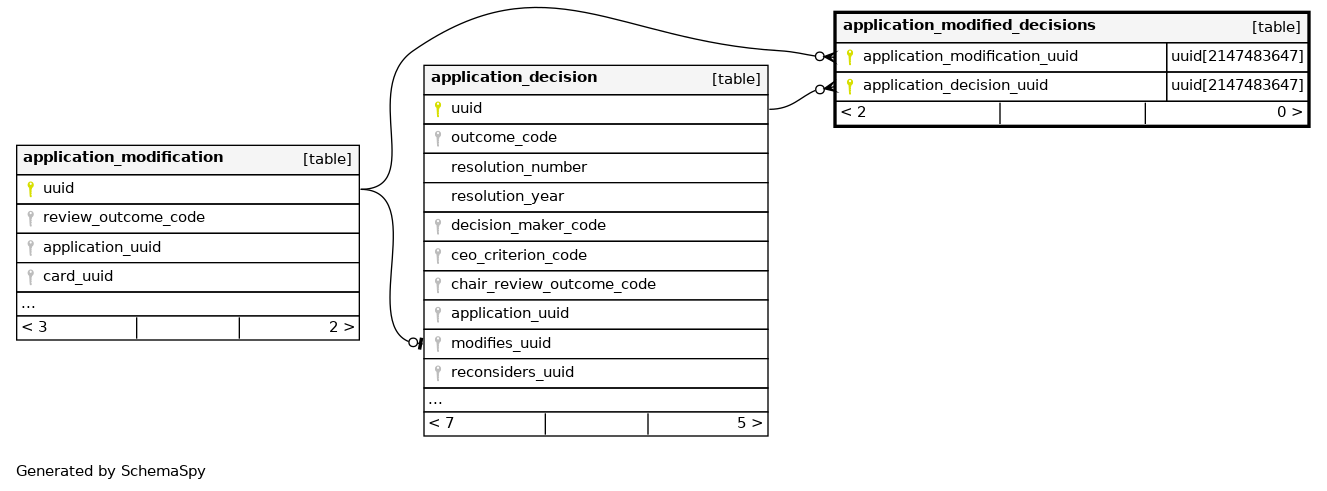 application_modified_decisions [table]
application_modification_uuid uuid[2147483647]
application_decision_uuid uuid[2147483647]
< 2 0 >
application_decision [table]
uuid
outcome_code
resolution_number
resolution_year
decision_maker_code
ceo_criterion_code
chair_review_outcome_code
application_uuid
modifies_uuid
reconsiders_uuid
...
< 7 5 >
application_modification [table]
uuid
review_outcome_code
application_uuid
card_uuid
...
< 3 2 >
Generated by SchemaSpy